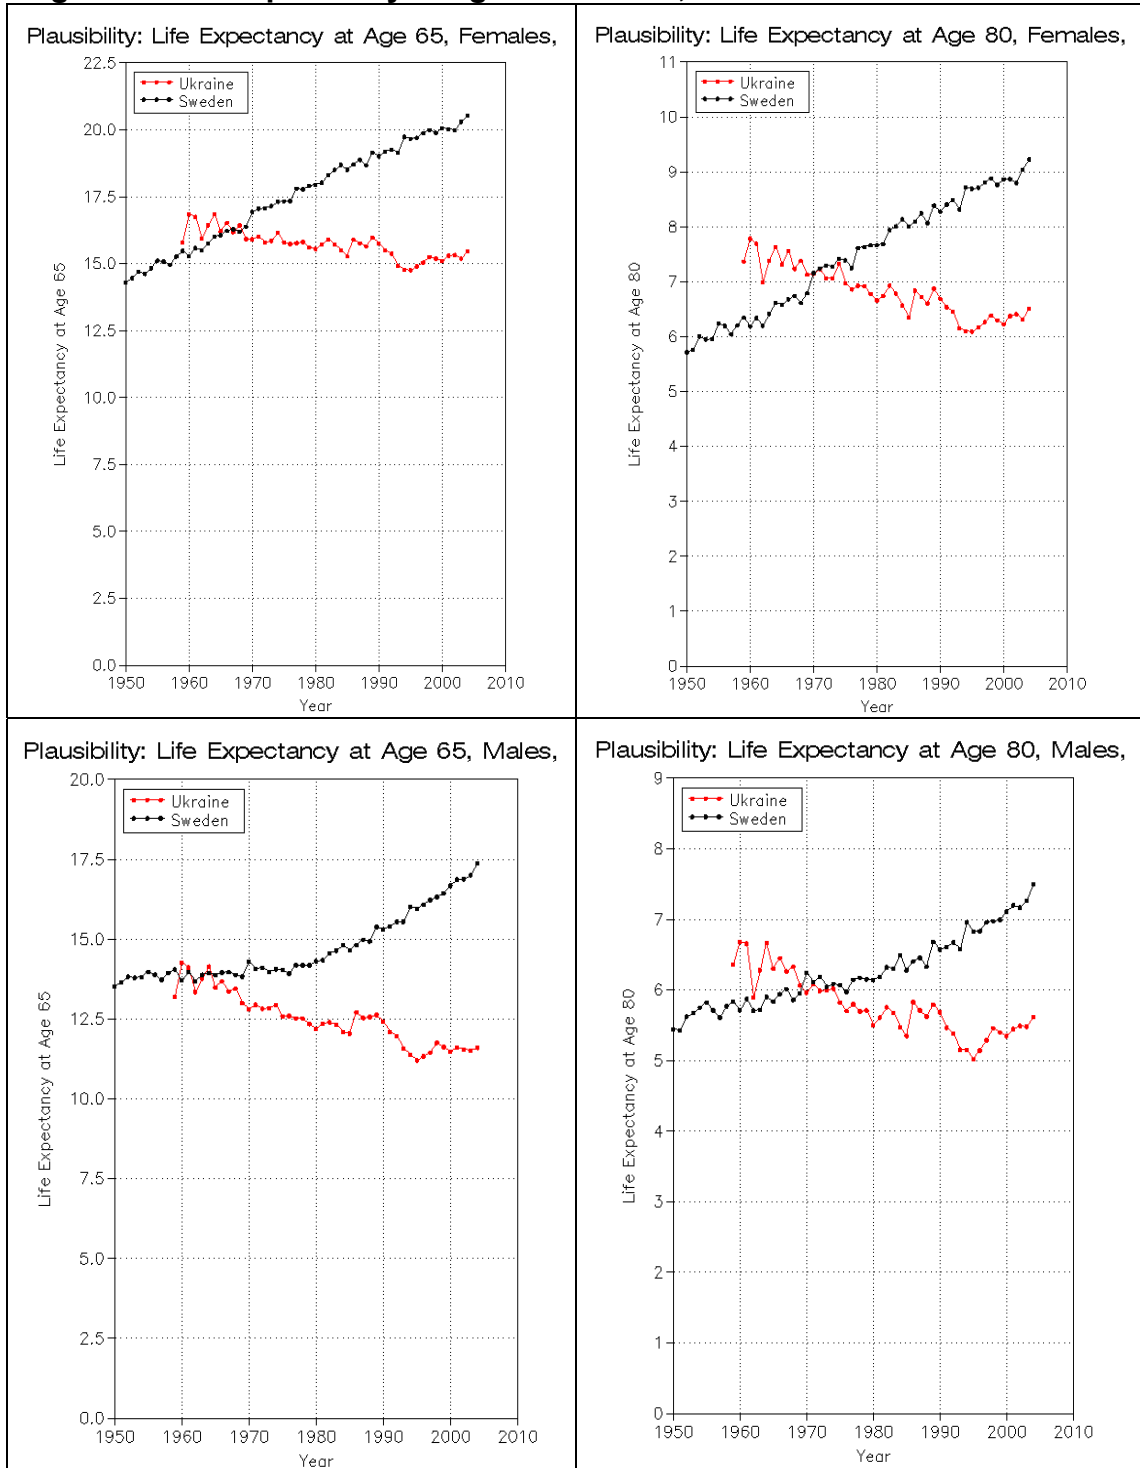 Plausibility: Life Expectancy at Age 65, Females,
22.5
20.0
17.5
15.0
12.5
10.0
7.5
5.0
2.5
0.0
Life Expectancy at Age 65
Ukraine
Sweden
1950 1960 1970 1980 1990 2000 2010
Year
Plausibility: Life Expectancy at Age 80, Females,
11
10
9
8
7
6
5
4
3
2
1
0
Life Expectancy at Age 80
Ukraine
Sweden
1950 1960 1970 1980 1990 2000 2010
Year
Plausibility: Life Expectancy at Age 65, Males,
20.0
17.5
15.0
12.5
10.0
7.5
5.0
2.5
0.0
Life Expectancy at Age 65
Ukraine
Sweden
1950 1960 1970 1980 1990 2000 2010
Year
Plausibility: Life Expectancy at Age 80, Males,
9
8
7
6
5
4
3
2
1
0
Life Expectancy at Age 80
Ukraine
Sweden
1950 1960 1970 1980 1990 2000 2010
Year